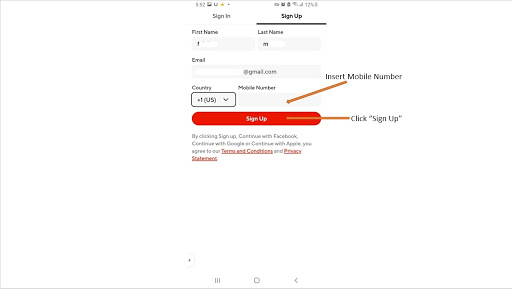 5:52
12%
Sign In
Sign Up
First Name
Last Name
f
m
Email
@gmail.com
Insert Mobile Number
Country
Mobile Number
+1 (US)
Sign Up
Click "Sign Up"
By clicking Sign up, Continue with Facebook,
Continue with Google or Continue with Apple, you
agree to our Terms and Conditions and Privacy
Statement.